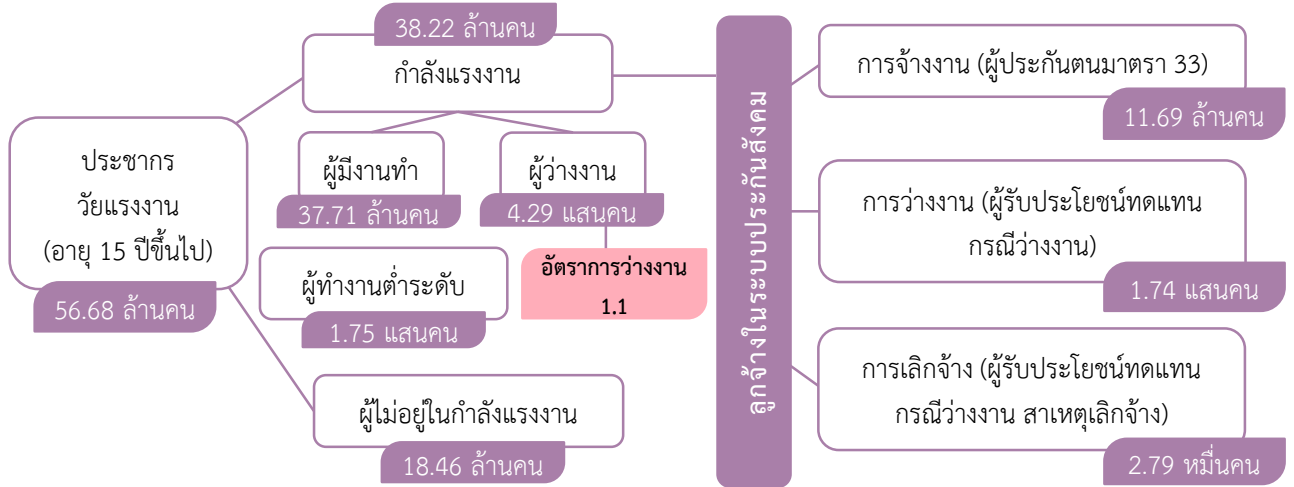 38.22 ล้านคน
กำลังแรงงาน
ประชากร
วัยแรงงาน
(อายุ 15 ปีขึ้นไป)
56.68 ล้านคน
ผู้มีงานทำ
37.71 ล้านคน
ผู้ว่างงาน
4.29 แสนคน
อัตราการว่างงาน
1.1
ผู้ทำงานต่ำระดับ
1.75 แสนคน
ผู้ไม่อยู่ในกำลังแรงงาน
18.46 ล้านคน
ลูกจ้างในระบบประกันสังคม
การจ้างงาน (ผู้ประกันตนมาตรา 33)
11.69 ล้านคน
การว่างงาน (ผู้รับประโยชน์ทดแทน
กรณีว่างงาน)
1.74 แสนคน
การเลิกจ้าง (ผู้รับประโยชน์ทดแทน
กรณีว่างงาน สาเหตุเลิกจ้าง)
2.79 หมื่นคน